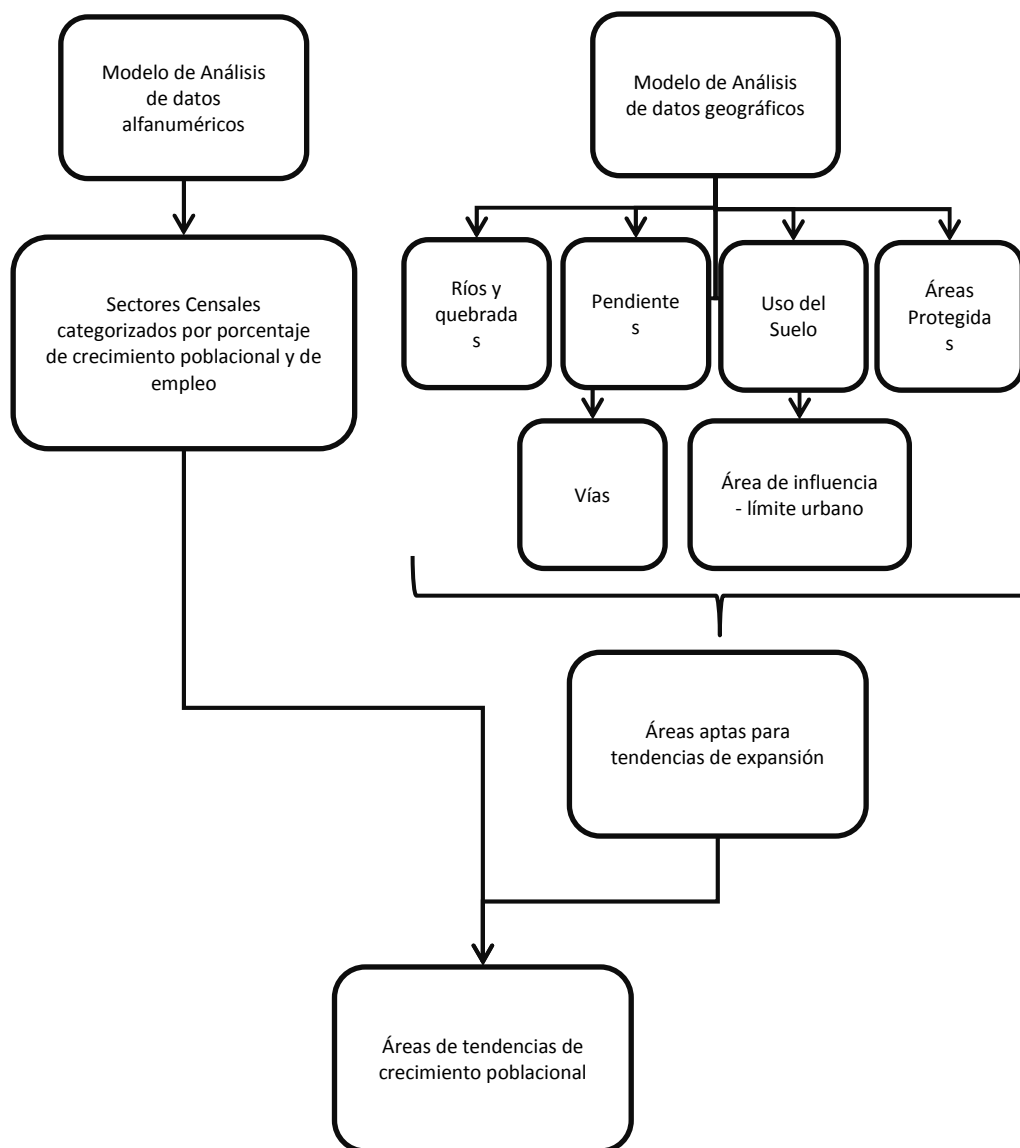 Modelo de Análisis
de datos
alfanuméricos
Modelo de Análisis
de datos geográficos
Sectores Censales
categorizados por porcentaje
de crecimiento poblacional y de
empleo
Ríos y
quebrada
s
Pendiente
s
Uso del
Suelo
Áreas
Protegida
s
Vías
Área de influencia
- límite urbano
Áreas aptas para
tendencias de expansión
Áreas de tendencias de
crecimiento poblacional